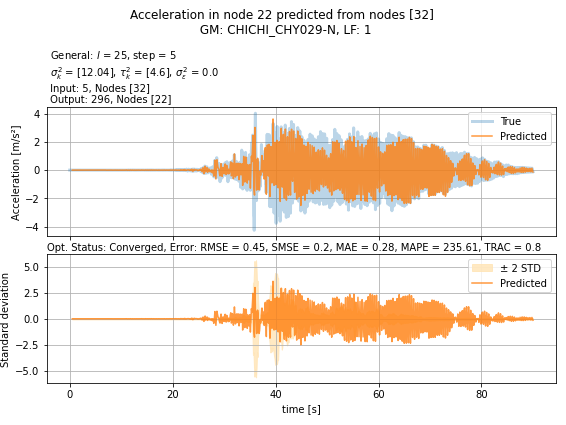 Acceleration in node 22 predicted from nodes [32]
GM: CHICHI_CHY029-N, LF: 1
General: l = 25, step = 5
σ²ₖ = [12.04], τ²ₖ = [4.6], σ²ε = 0.0
Input: 5, Nodes [32]
Output: 296, Nodes [22]
4
2
0
−2
−4
Acceleration [m/s²]
True
Predicted
Opt. Status: Converged, Error: RMSE = 0.45, SMSE = 0.2, MAE = 0.28, MAPE = 235.61, TRAC = 0.8
5.0
2.5
0.0
−2.5
−5.0
Standard deviation
± 2 STD
Predicted
0 20 40 60 80
time [s]